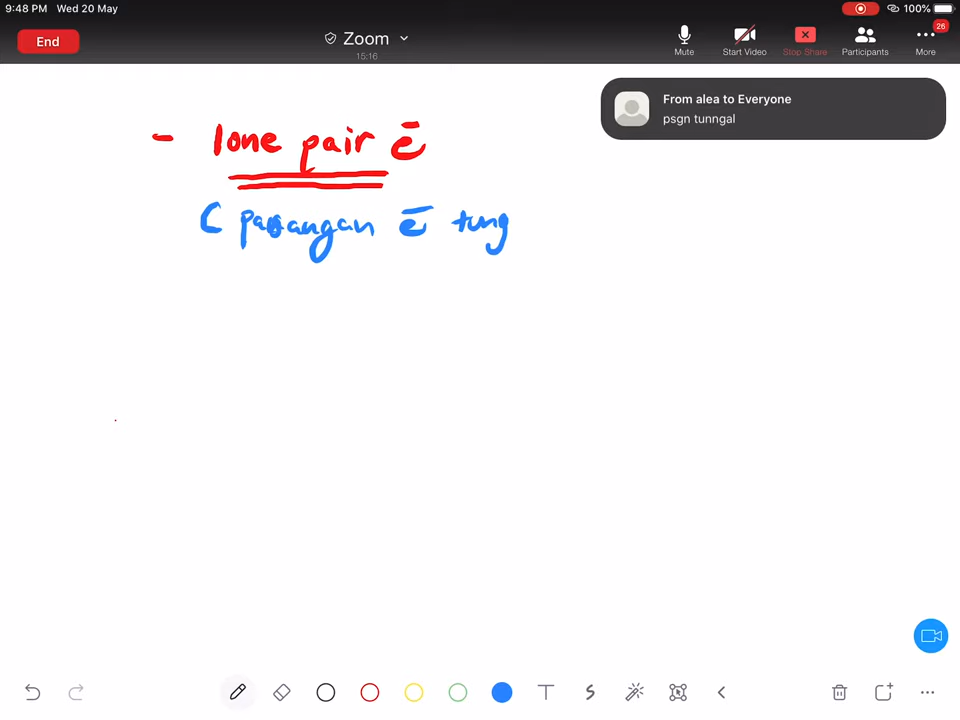 9:48 PM Wed 20 May
100%
End
Zoom
15:16
Mute
Start Video
Stop Share
Participants
26
More
From alea to Everyone
psgn tunngal
- lone pair ē
( pasangan ē tung
T